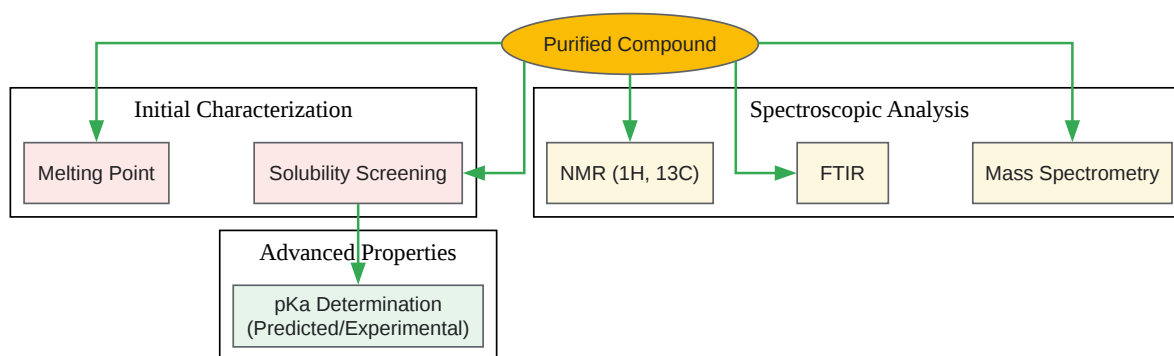 Purified Compound
Initial Characterization
Spectroscopic Analysis
Melting Point
Solubility Screening
NMR (1H, 13C)
FTIR
Mass Spectrometry
Advanced Properties
pKa Determination
(Predicted/Experimental)